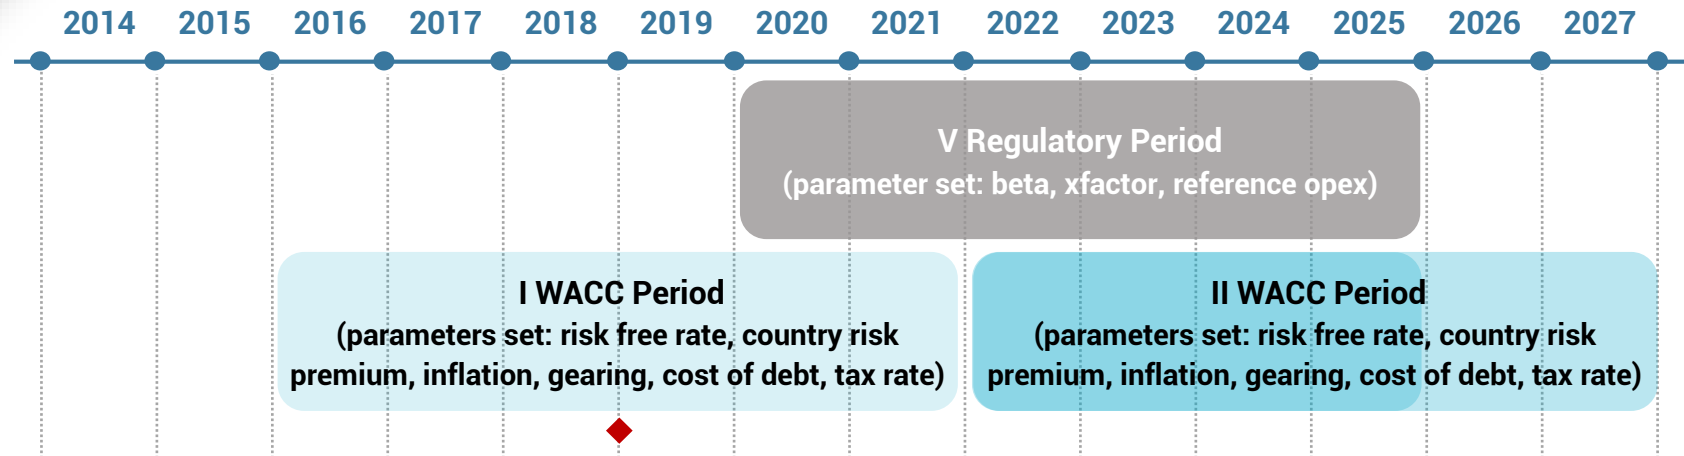 2014 2015 2016 2017 2018 2019 2020 2021 2022 2023 2024 2025 2026 2027
V Regulatory Period
(parameter set: beta, xfactor, reference opex)
I WACC Period
(parameters set: risk free rate, country risk
premium, inflation, gearing, cost of debt, tax rate)
II WACC Period
(parameters set: risk free rate, country risk
premium, inflation, gearing, cost of debt, tax rate)